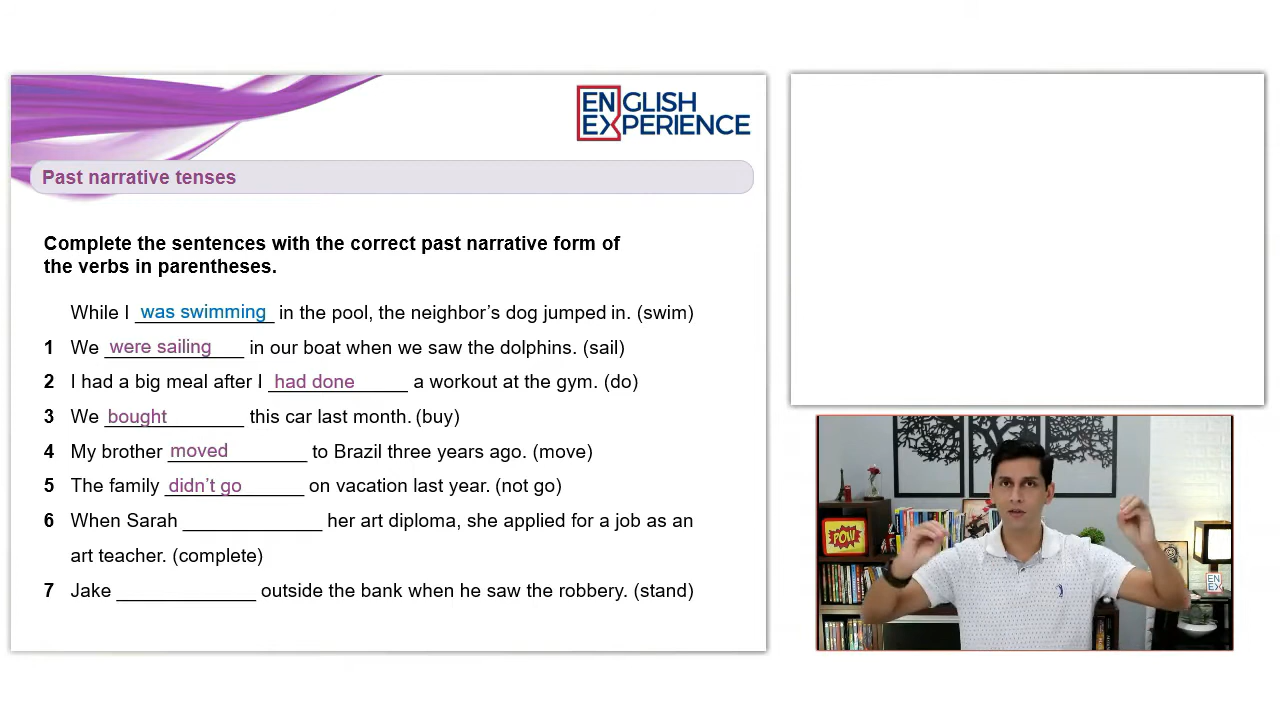 ENGLISH
EXPERIENCE
Past narrative tenses
Complete the sentences with the correct past narrative form of
the verbs in parentheses.
While I was swimming in the pool, the neighbor’s dog jumped in. (swim)
1 We were sailing in our boat when we saw the dolphins. (sail)
2 I had a big meal after I had done a workout at the gym. (do)
3 We bought this car last month. (buy)
4 My brother moved to Brazil three years ago. (move)
5 The family didn’t go on vacation last year. (not go)
6 When Sarah ______________ her art diploma, she applied for a job as an
art teacher. (complete)
7 Jake ______________ outside the bank when he saw the robbery. (stand)
POW
EN
EX